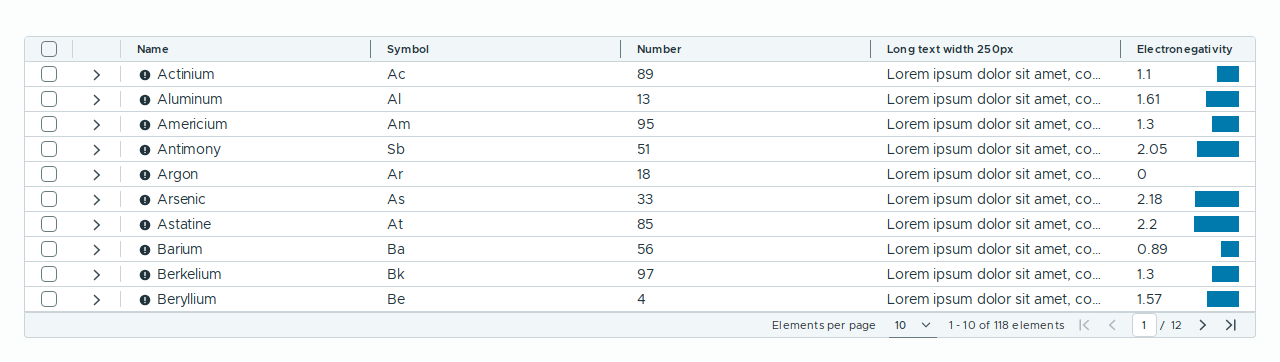 Name Symbol Number Long text width 250px Electronegativity
Actinium Ac 89 Lorem ipsum dolor sit amet, co... 1.1
Aluminum Al 13 Lorem ipsum dolor sit amet, co... 1.61
Americium Am 95 Lorem ipsum dolor sit amet, co... 1.3
Antimony Sb 51 Lorem ipsum dolor sit amet, co... 2.05
Argon Ar 18 Lorem ipsum dolor sit amet, co... 0
Arsenic As 33 Lorem ipsum dolor sit amet, co... 2.18
Astatine At 85 Lorem ipsum dolor sit amet, co... 2.2
Barium Ba 56 Lorem ipsum dolor sit amet, co... 0.89
Berkelium Bk 97 Lorem ipsum dolor sit amet, co... 1.3
Beryllium Be 4 Lorem ipsum dolor sit amet, co... 1.57
Elements per page 10 1 - 10 of 118 elements 1 / 12